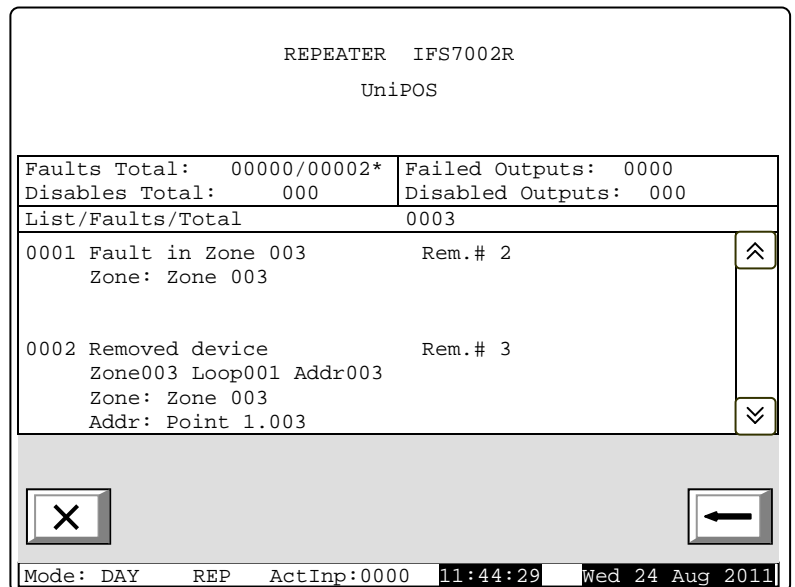 REPEATER IFS7002R
UniPOS
Faults Total: 00000/00002* Failed Outputs: 0000
Disables Total: 000 Disabled Outputs: 000
List/Faults/Total 0003
0001 Fault in Zone 003 Rem.# 2
Zone: Zone 003
0002 Removed device Rem.# 3
Zone003 Loop001 Addr003
Zone: Zone 003
Addr: Point 1.003
Mode: DAY REP ActInp:0000 11:44:29 Wed 24 Aug 2011